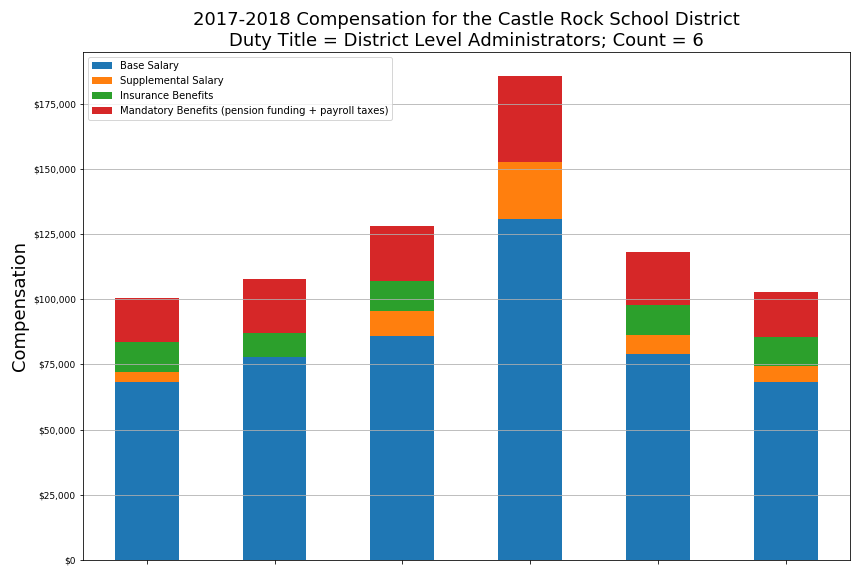 2017-2018 Compensation for the Castle Rock School District
Duty Title = District Level Administrators; Count = 6
Base Salary
Supplemental Salary
Insurance Benefits
Mandatory Benefits (pension funding + payroll taxes)
Compensation
$175,000
$150,000
$125,000
$100,000
$75,000
$50,000
$25,000
$0